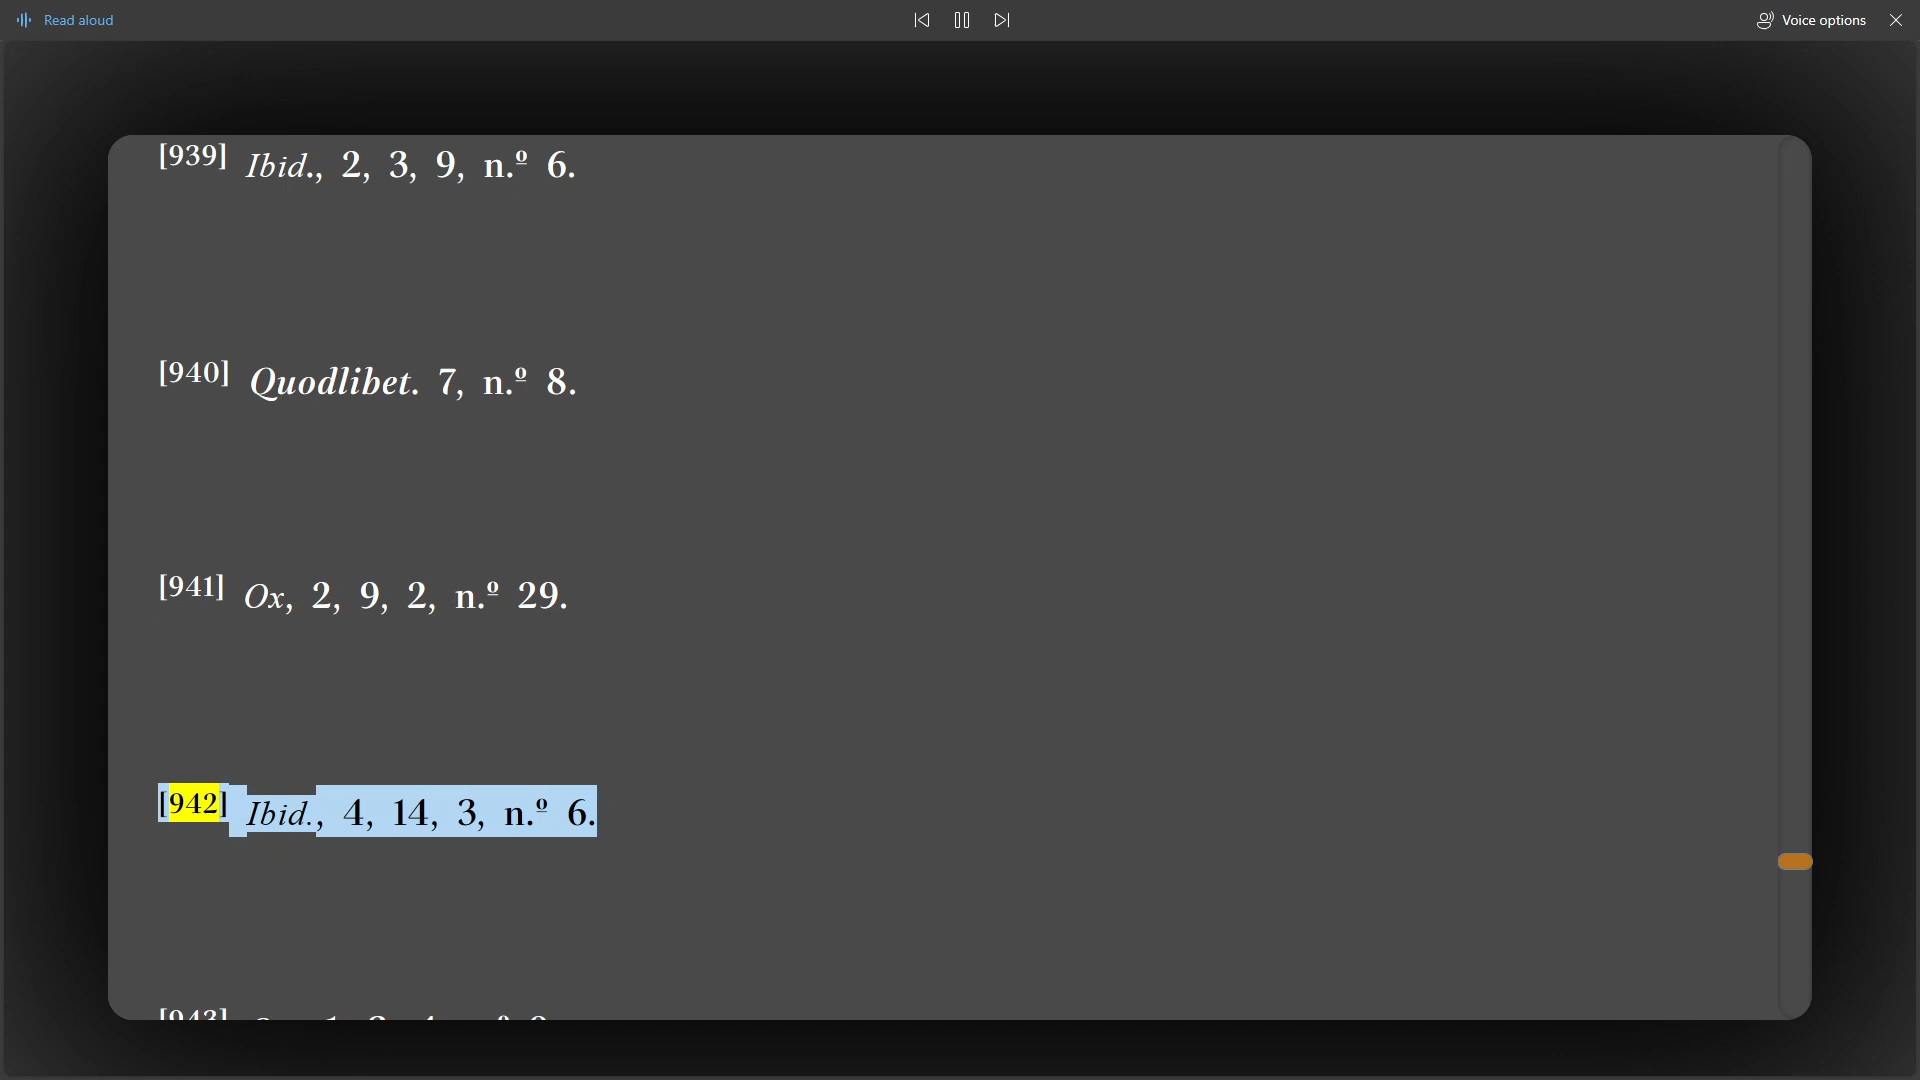 Read aloud
Voice options
[939] Ibid., 2, 3, 9, n.º 6.
[940] Quodlibet. 7, n.º 8.
[941] Ox, 2, 9, 2, n.º 29.
[942] Ibid., 4, 14, 3, n.º 6.
[943]